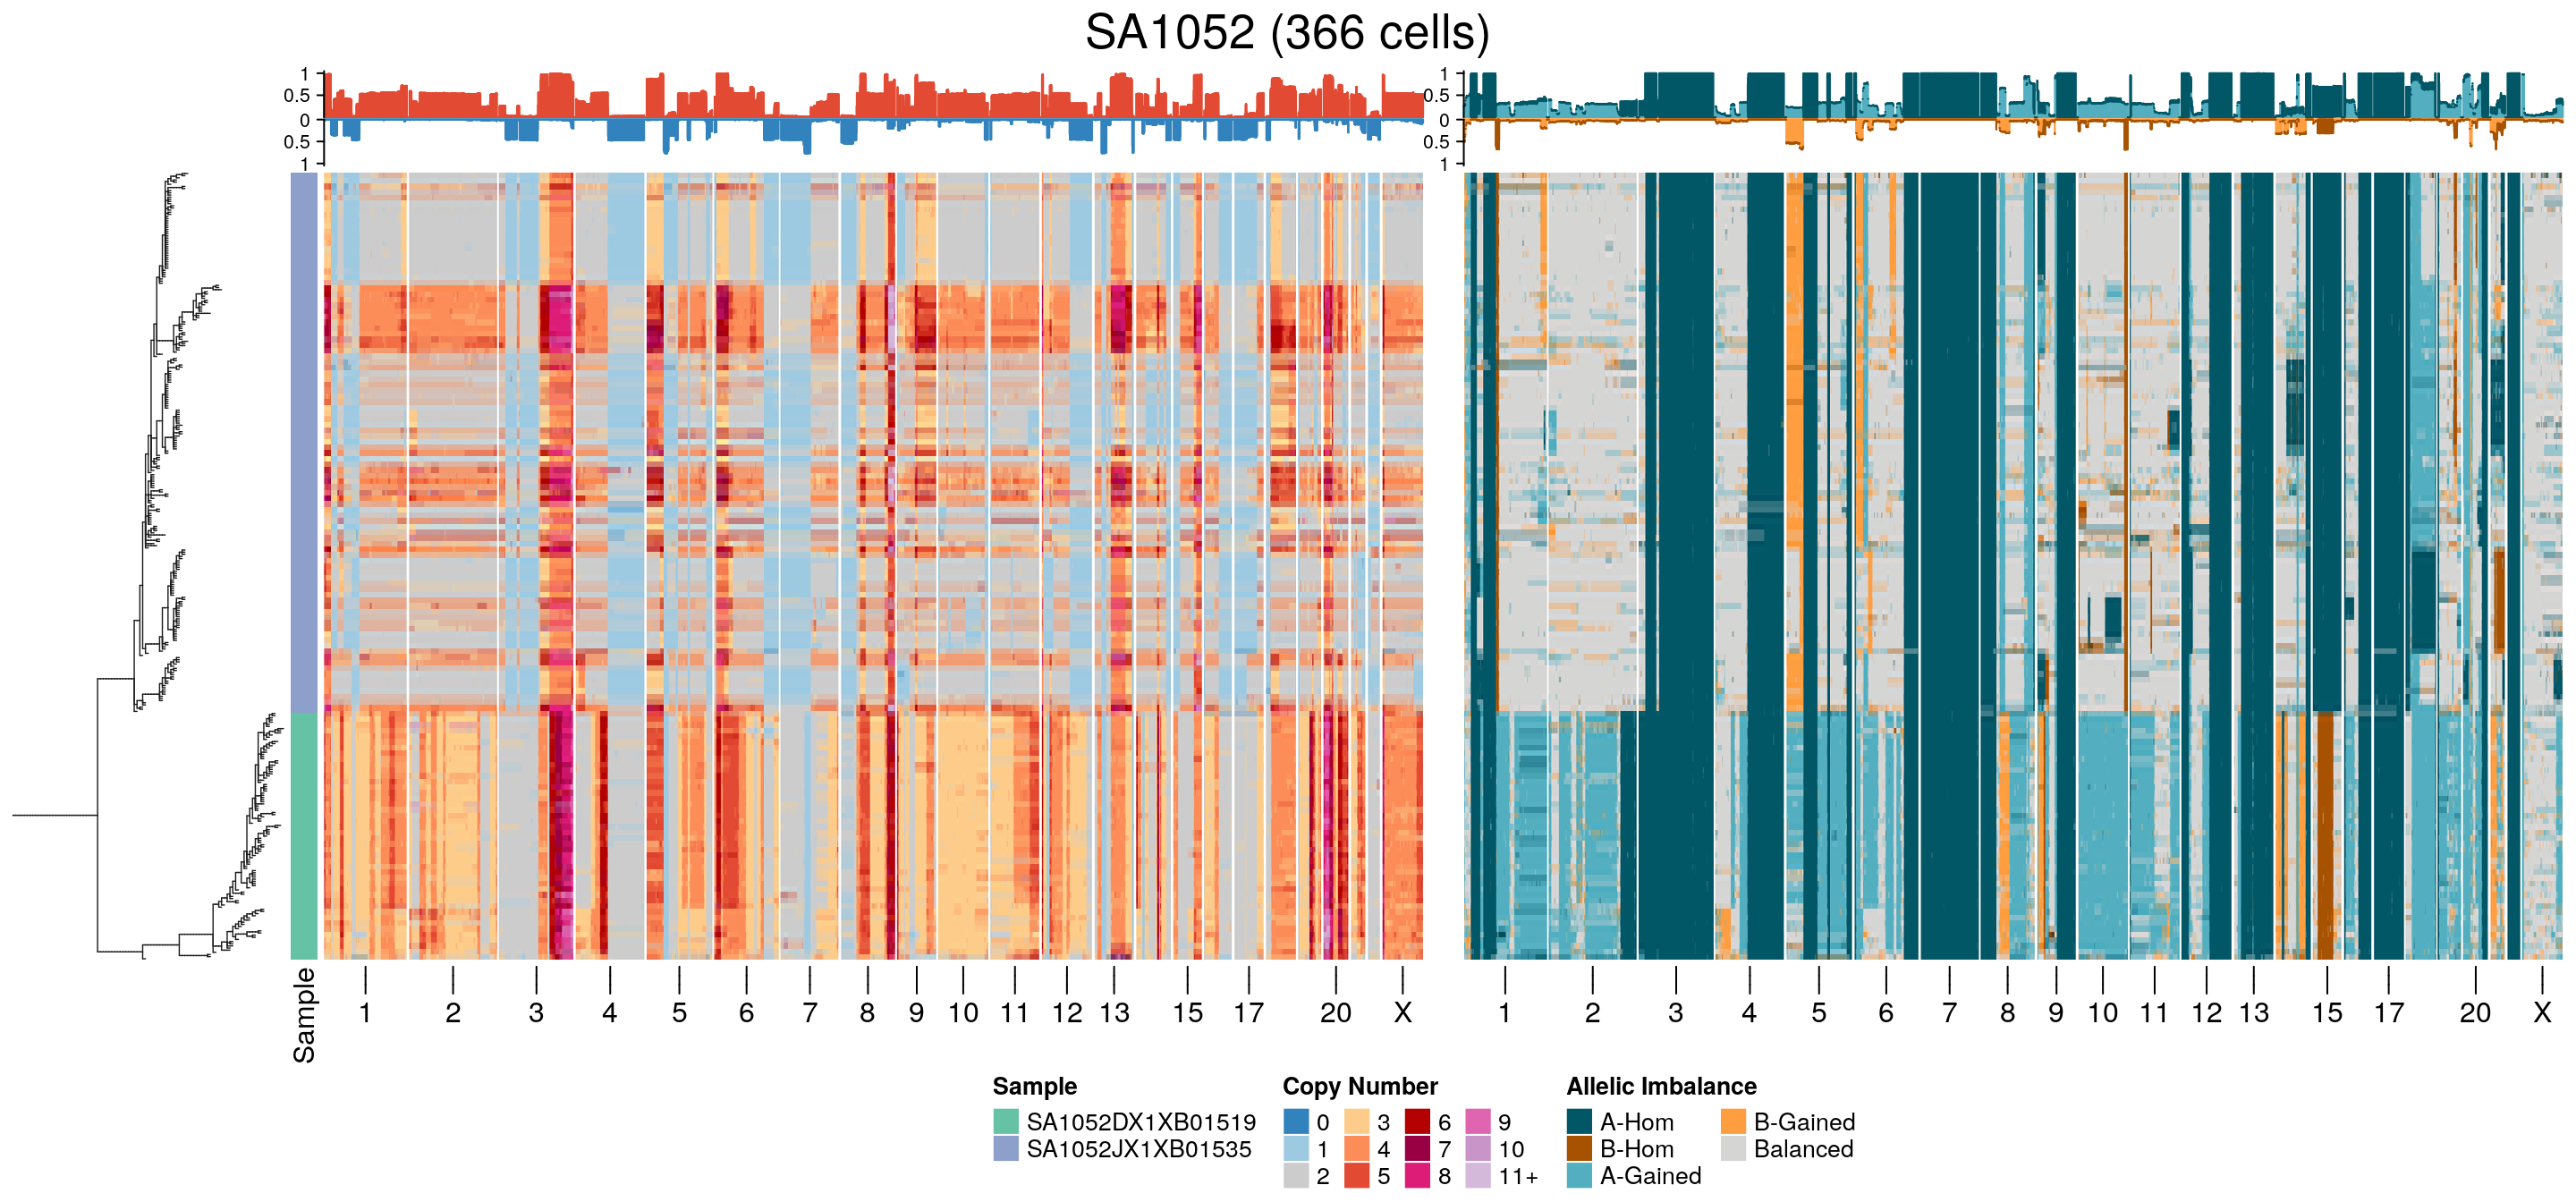 SA1052 (366 cells)
1
0.5
0
0.5
1
1
0.5
0
0.5
1
Sample
1 2 3 4 5 6 7 8 9 10 11 12 13 15 17 20 X
1 2 3 4 5 6 7 8 9 10 11 12 13 15 17 20 X
Sample Copy Number Allelic Imbalance
SA1052DX1XB01519 0 3 6 9 A-Hom B-Gained
SA1052JX1XB01535 1 4 7 10 B-Hom Balanced
2 5 8 11+ A-Gained